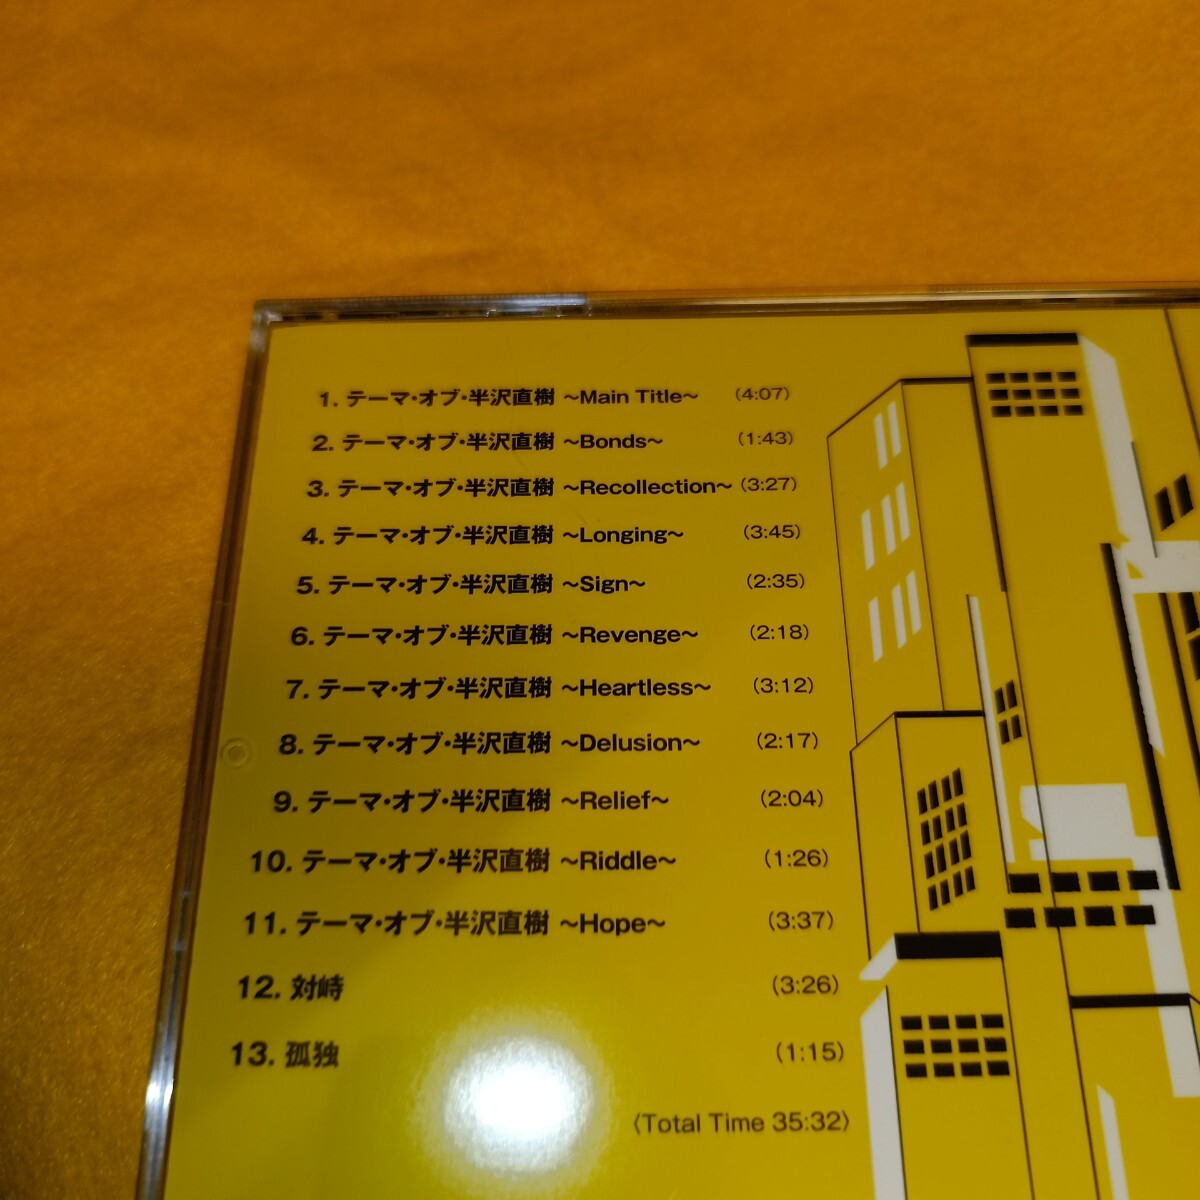 1. テーマ・オブ・半沢直樹 ~Main Title~ (4:07)
2. テーマ・オブ・半沢直樹 ~Bonds~ (1:43)
3. テーマ・オブ・半沢直樹 ~Recollection~ (3:27)
4. テーマ・オブ・半沢直樹 ~Longing~ (3:45)
5. テーマ・オブ・半沢直樹 ~Sign~ (2:35)
6. テーマ・オブ・半沢直樹 ~Revenge~ (2:18)
7. テーマ・オブ・半沢直樹 ~Heartless~ (3:12)
8. テーマ・オブ・半沢直樹 ~Delusion~ (2:17)
9. テーマ・オブ・半沢直樹 ~Relief~ (2:04)
10. テーマ・オブ・半沢直樹 ~Riddle~ (1:26)
11. テーマ・オブ・半沢直樹 ~Hope~ (3:37)
12. 対峙 (3:26)
13. 孤独 (1:15)
〈Total Time 35:32〉